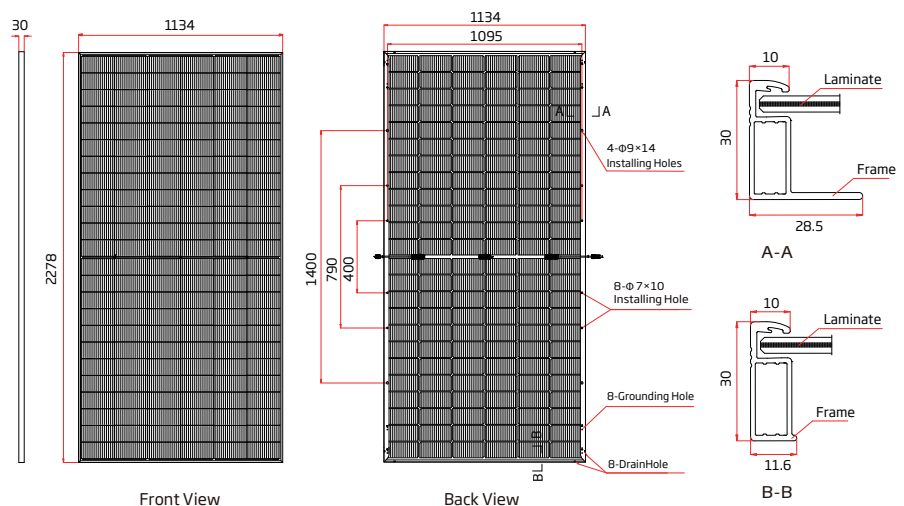 30
1134
2278
Front View
1134
1095
A
A
1400
790
400
4-Φ9×14
Installing Holes
8-Φ7×10
Installing Hole
8-Grounding Hole
8-DrainHole
B
B
Back View
10
30
Laminate
Frame
28.5
A-A
10
30
Laminate
Frame
11.6
B-B